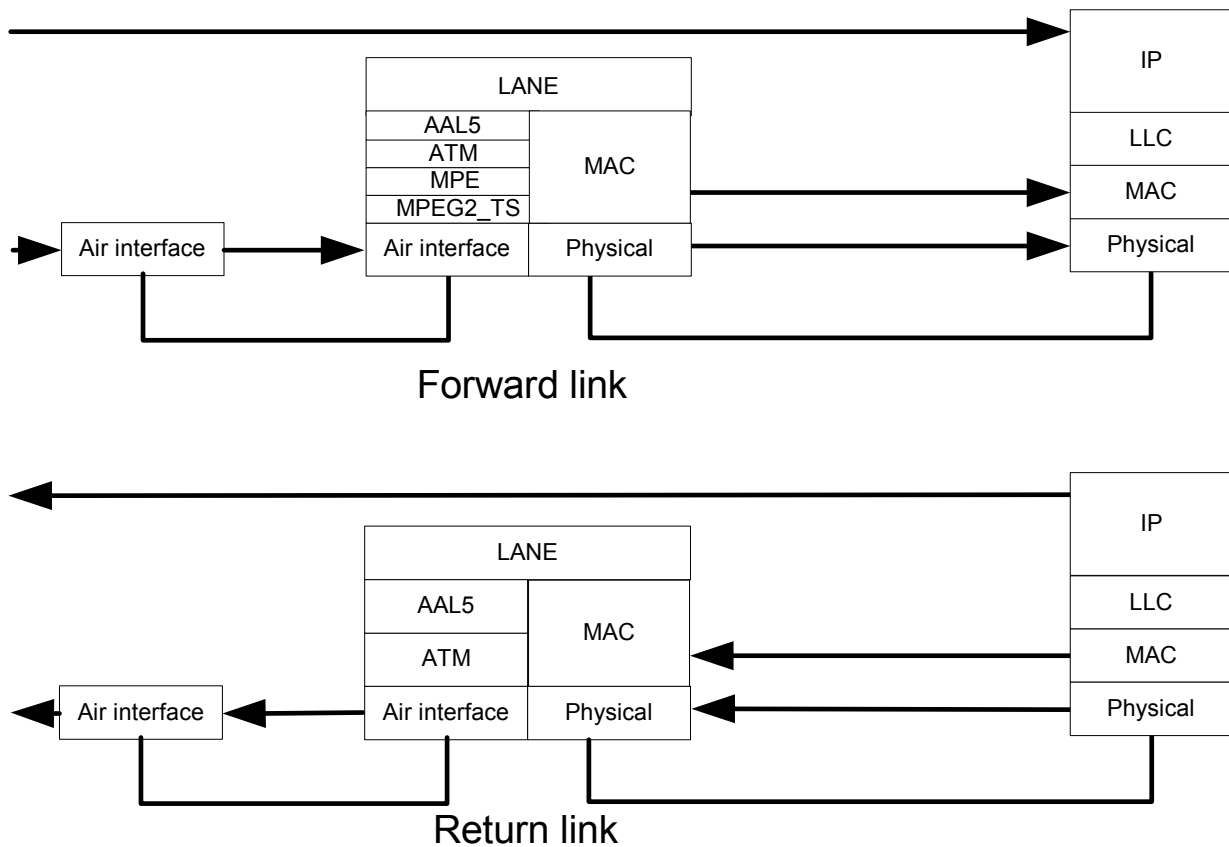 IP
LANE
AAL5
ATM
MPE
MPEG2_TS
MAC
LLC
MAC
Air interface
Air interface
Physical
Physical
Forward link
IP
LANE
AAL5
ATM
MAC
LLC
MAC
Air interface
Air interface
Physical
Physical
Return link